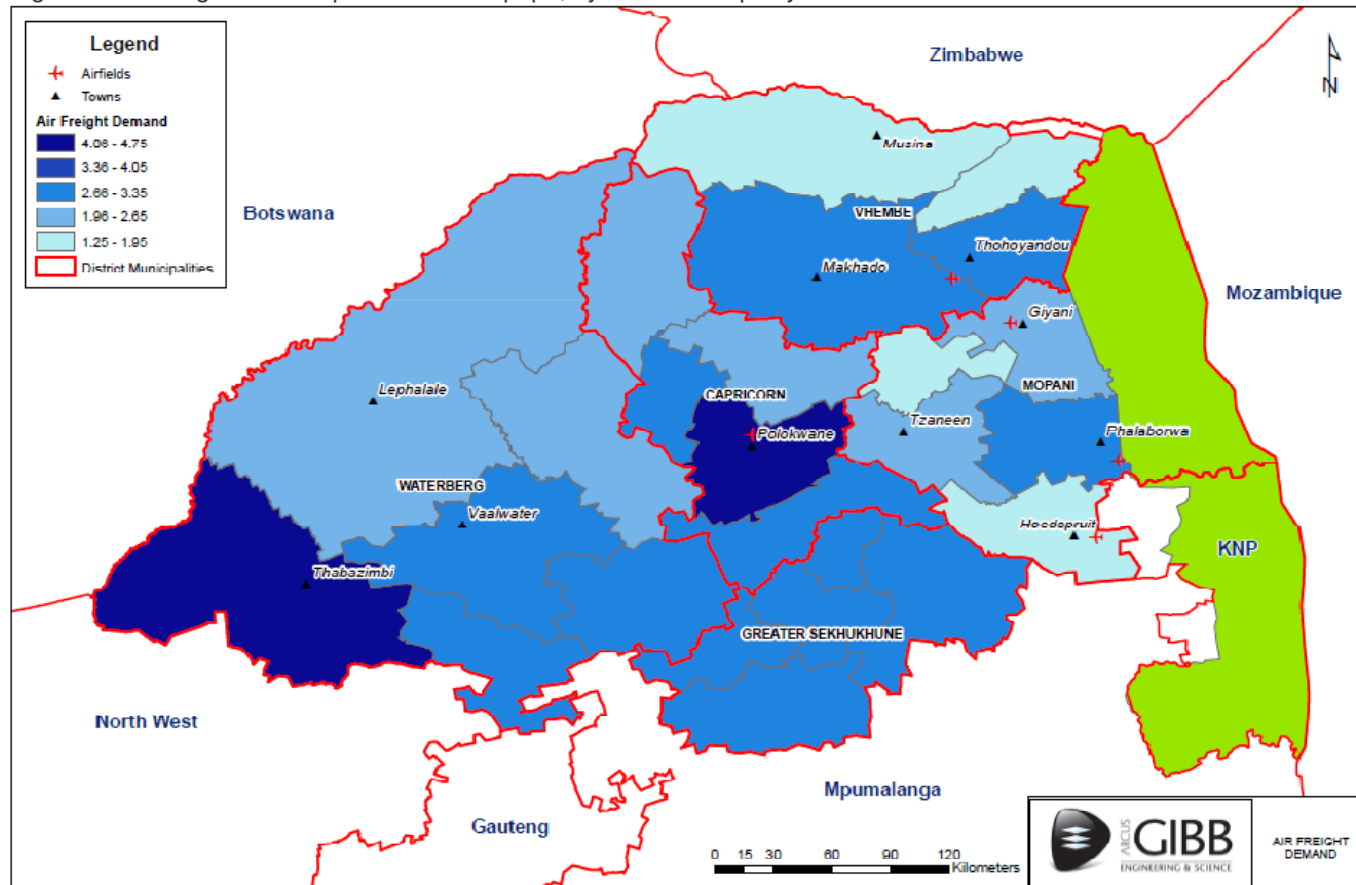 Legend
Airfields
Towns
Air Freight Demand
4.06 - 4.75
3.36 - 4.05
2.66 - 3.35
1.96 - 2.65
1.25 - 1.95
District Municipalities
Zimbabwe
N
Musina
Botswana
VHEMBE
Thohoyandou
Makhado
Mozambique
Giyani
Lephalale
CAPRICORN
MOPANI
Polokwane
Tzaneen
Phalaborwa
WATERBERG
Vaalwater
Hoedspruit
KNP
Thabazimbi
GREATER SEKHUKHUNE
North West
Mpumalanga
Gauteng
0 15 30 60 90 120
Kilometers
ARCUS
GIBB
ENGINEERING & SCIENCE
AIR FREIGHT
DEMAND